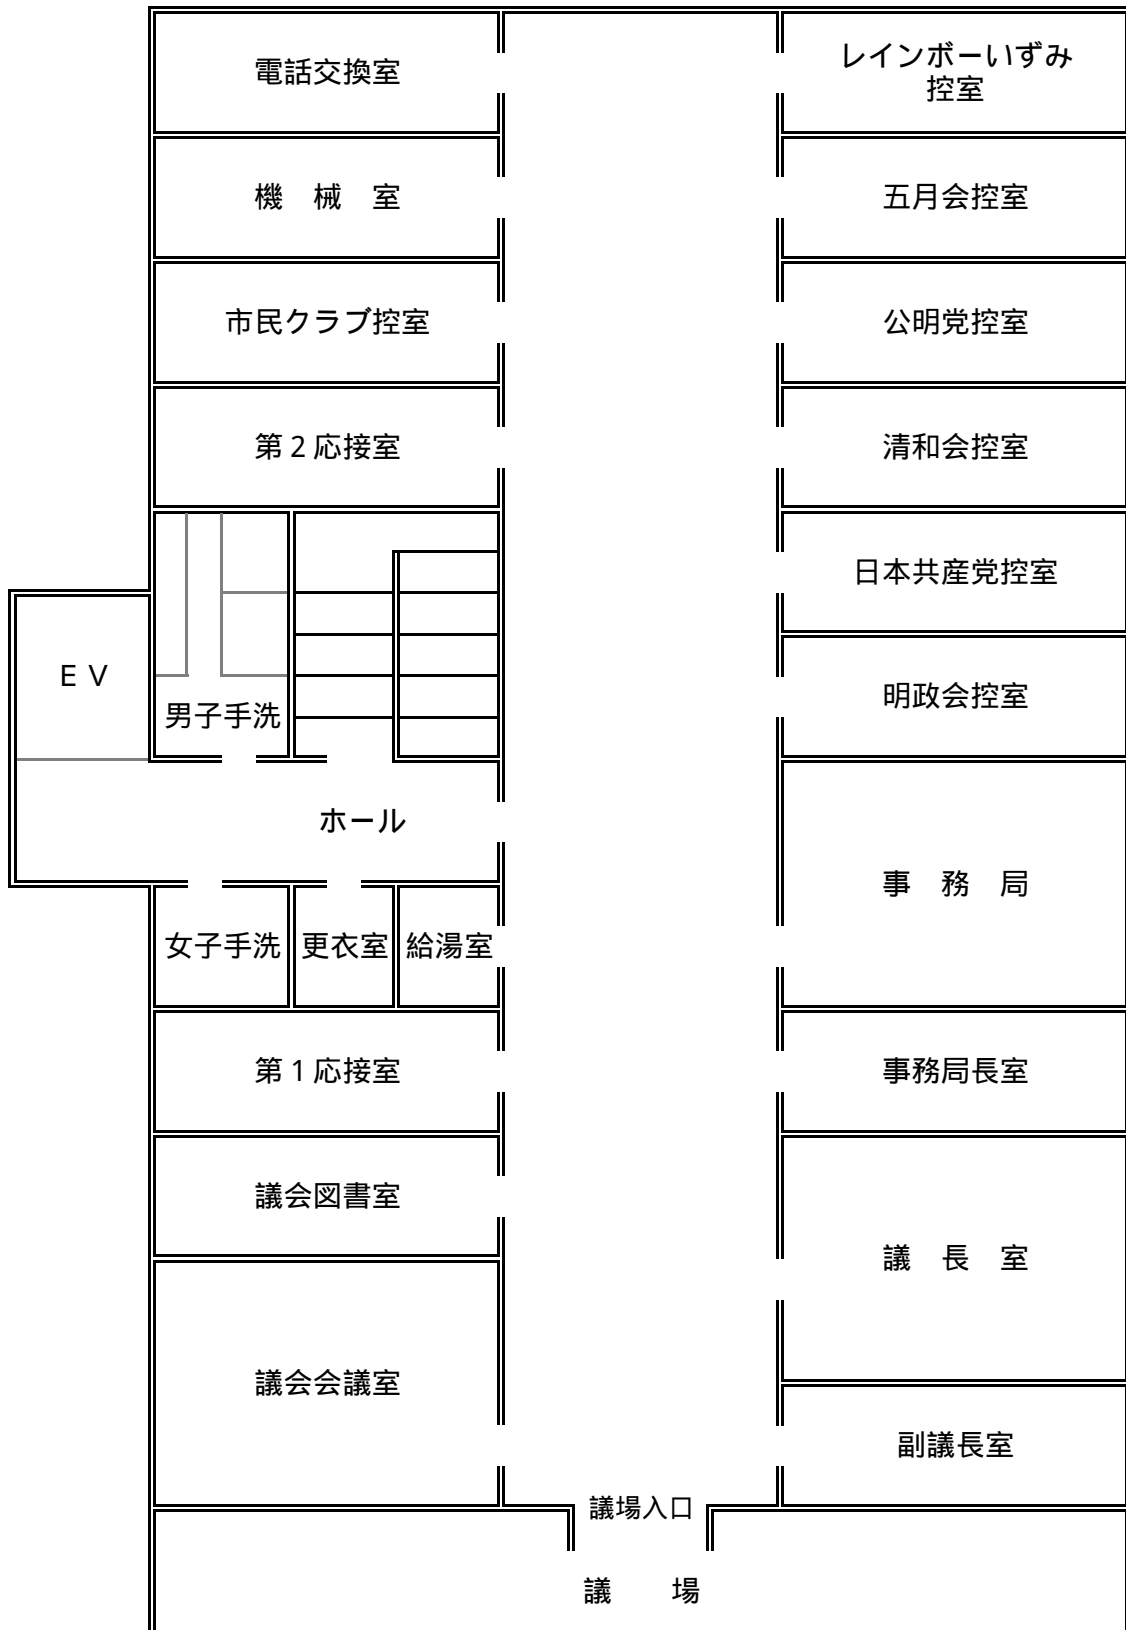 電話交換室
レインボーいずみ
控室
機　械　室
五月会控室
市民クラブ控室
公明党控室
第２応接室
清和会控室
日本共産党控室
ＥＶ
明政会控室
男子手洗
ホール
事　務　局
女子手洗
更衣室
給湯室
第１応接室
事務局長室
議会図書室
議　長　室
議会会議室
副議長室
議場入口
議　　場